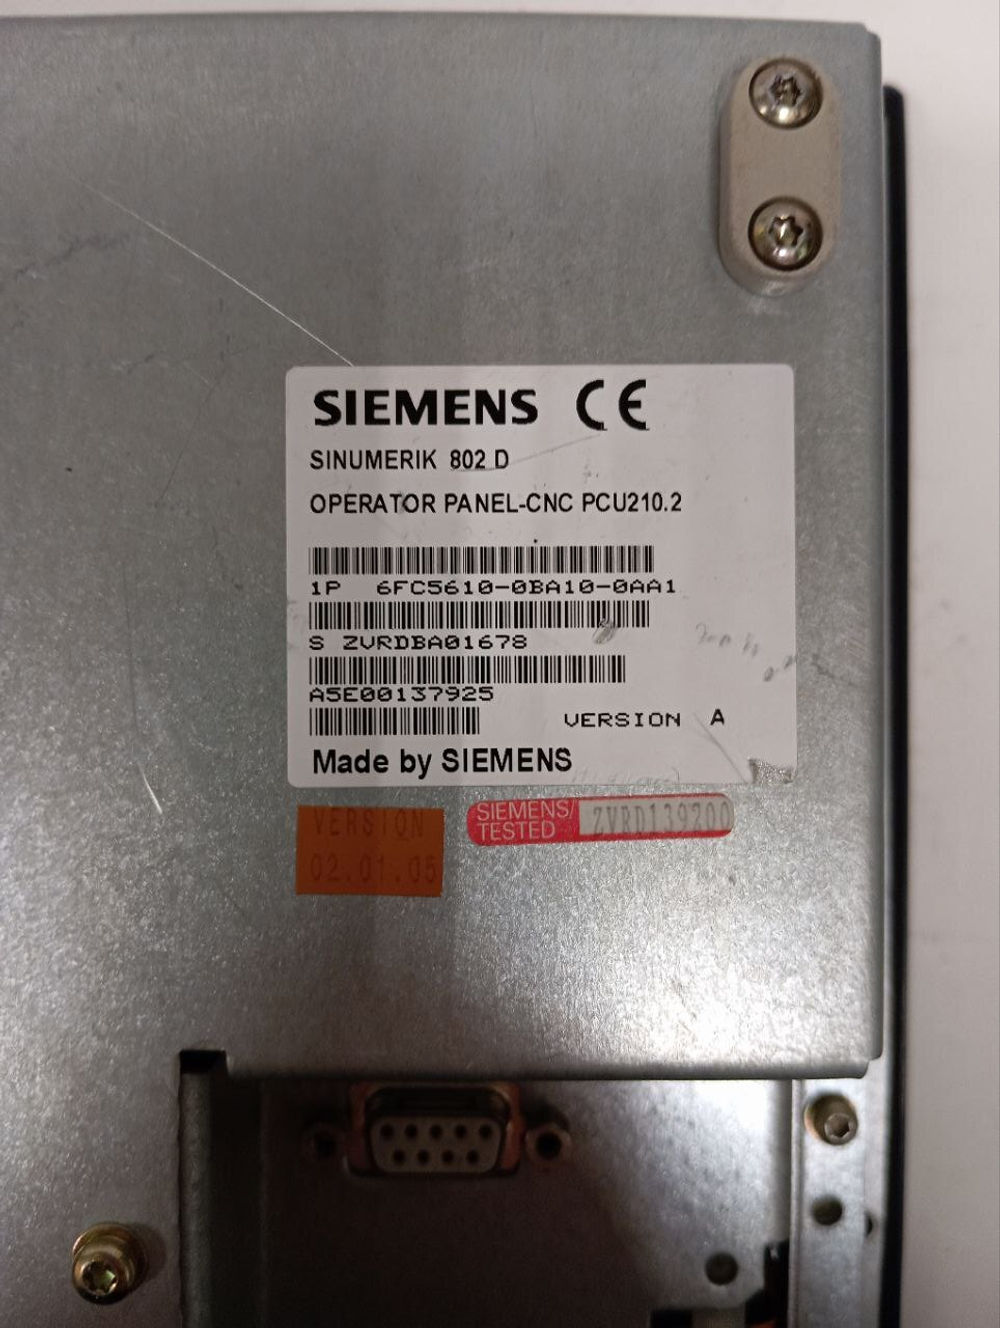 SIEMENS CE
SINUMERIK 802 D
OPERATOR PANEL-CNC PCU210.2
1P 6FC5610-0BA10-0AA1
S ZVRDBA01678
A5E00137925
VERSION A
Made by SIEMENS
SIEMENS/
TESTED
ZVRD139200
VERSION
02.01.05